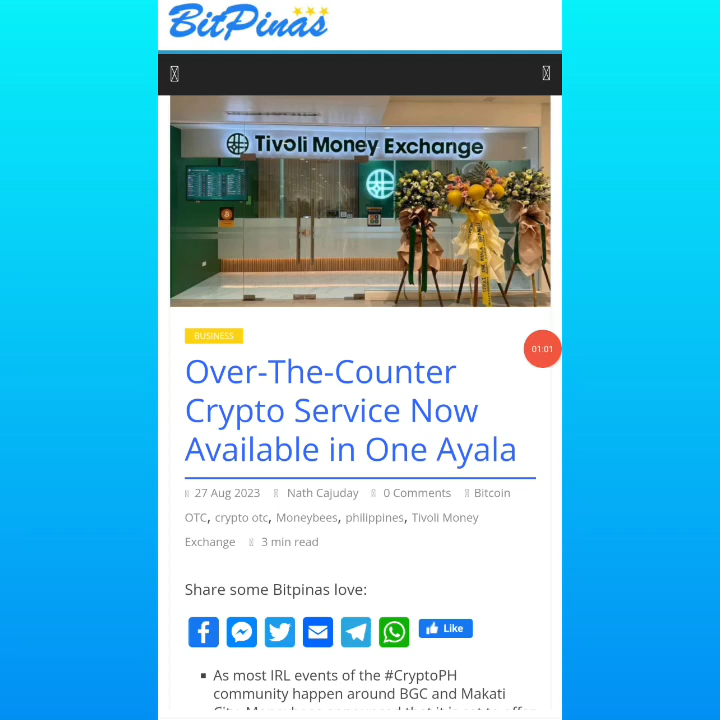 BitPinas
Tivoli Money Exchange
BUSINESS
01:01
Over-The-Counter
Crypto Service Now
Available in One Ayala
27 Aug 2023 Nath Cajuday 0 Comments Bitcoin
OTC, crypto otc, Moneybees, philippines, Tivoli Money
Exchange 3 min read
Share some Bitpinas love:
Like
As most IRL events of the #CryptoPH
community happen around BGC and Makati